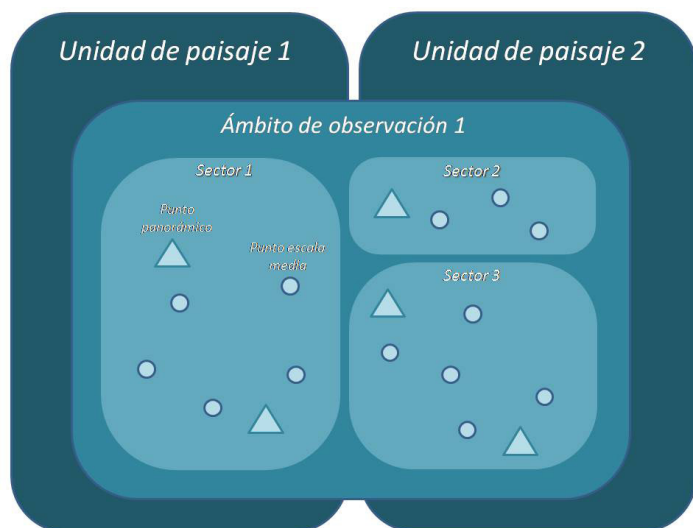 Unidad de paisaje 1
Unidad de paisaje 2
Ámbito de observación 1
Sector 1
Sector 2
Punto
panorámico
Punto escala
media
Sector 3